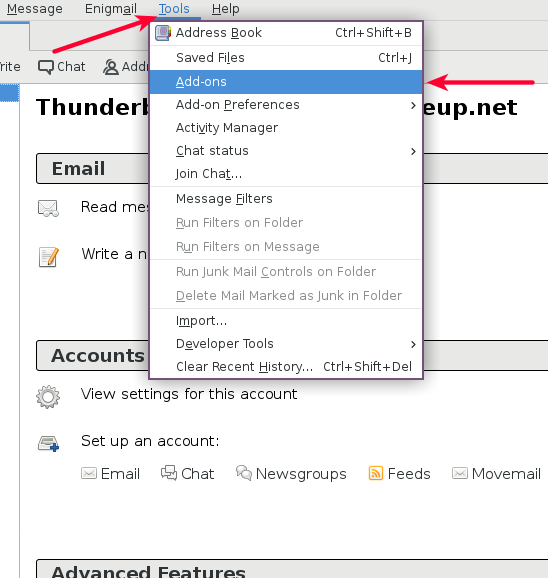 Message Enigmail Tools Help
Chat
Address Book Ctrl+Shift+B
Saved Files Ctrl+J
Add-ons
Add-on Preferences
Activity Manager
Chat status
Join Chat...
Message Filters
Run Filters on Folder
Run Filters on Message
Run Junk Mail Controls on Folder
Delete Mail Marked as Junk in Folder
Import...
Developer Tools
Clear Recent History... Ctrl+Shift+Del
eup.net
Email
Read
Write a
Accounts
View settings for this account
Set up an account:
Email Chat Newsgroups Feeds Movemail
Advanced Features